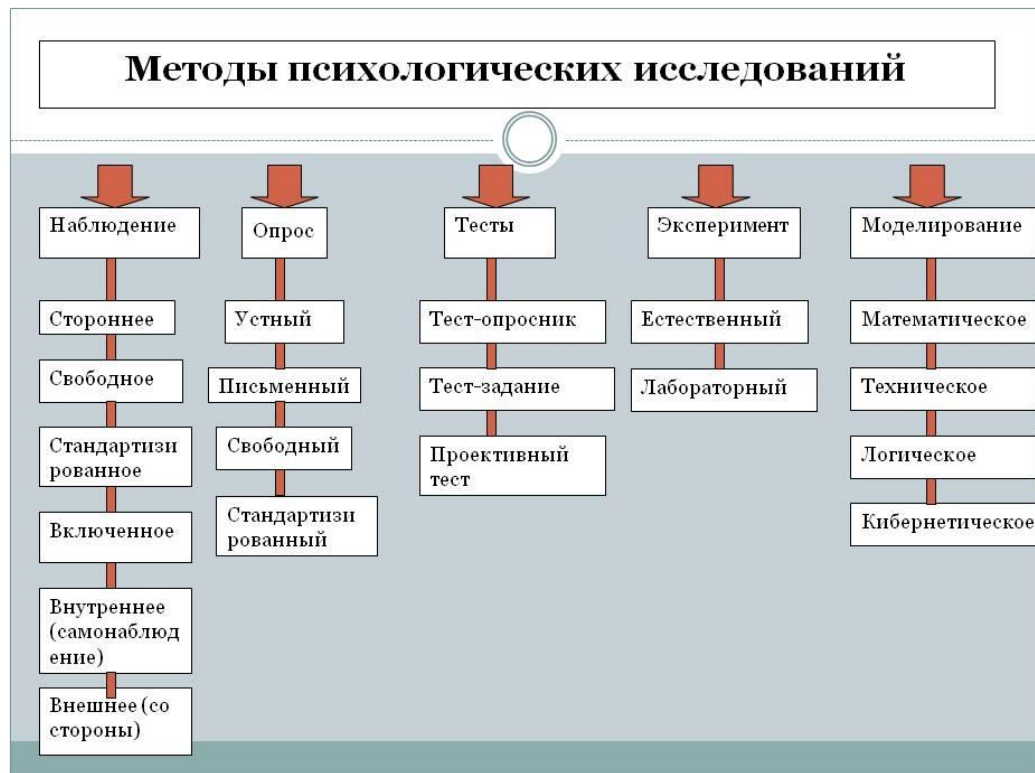 Методы психологических исследований
Наблюдение
Стороннее
Свободное
Стандартизи
рованное
Включенное
Внутреннее
(самонаблюд
ение)
Внешнее (со
стороны)
Опрос
Устный
Письменный
Свободный
Стандартизи
рованный
Тесты
Тест-опросник
Тест-задание
Проективный
тест
Эксперимент
Естественный
Лабораторный
Моделирование
Математическое
Техническое
Логическое
Кибернетическое